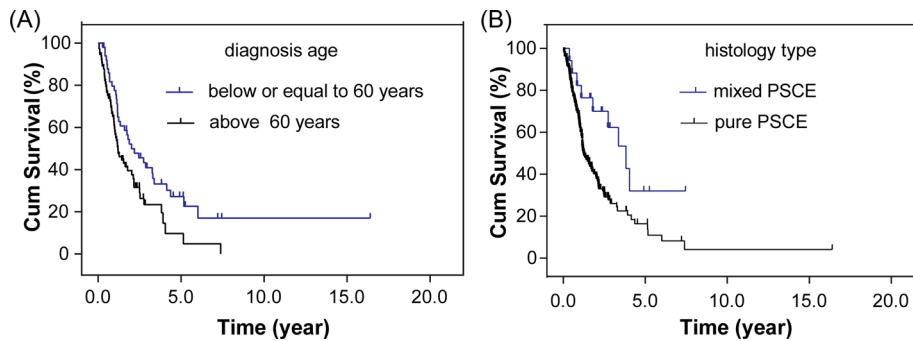 (A)
diagnosis age
below or equal to 60 years
above 60 years
Cum Survival (%)
100
80
60
40
20
0
0.0 5.0 10.0 15.0 20.0
Time (year)
(B)
histology type
mixed PSCE
pure PSCE
Cum Survival (%)
100
80
60
40
20
0
0.0 5.0 10.0 15.0 20.0
Time (year)